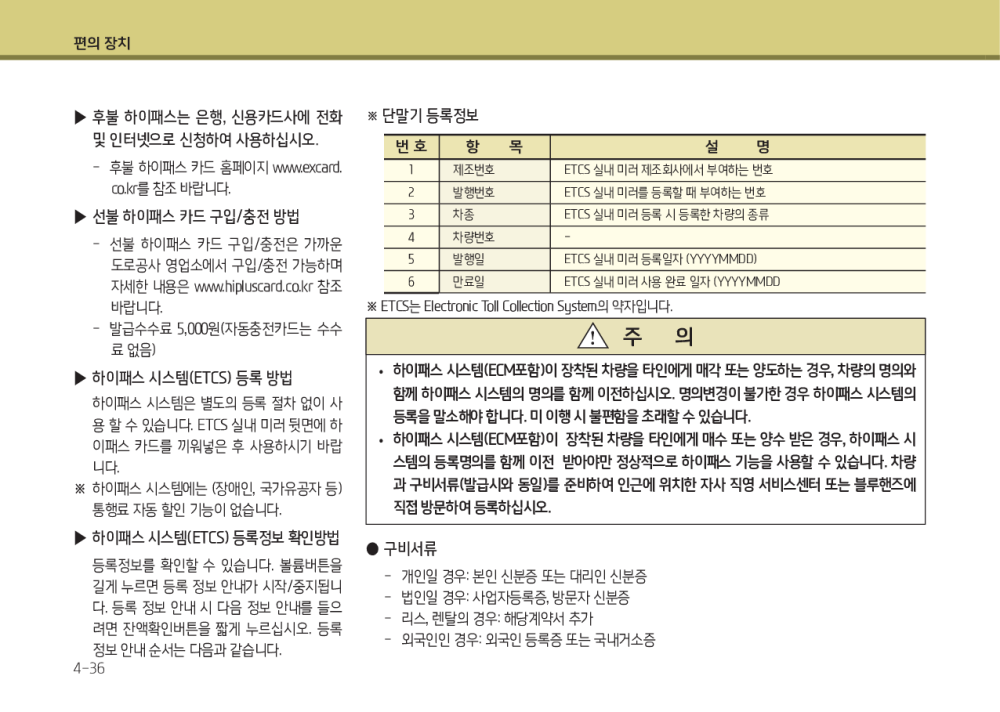 편의 장치
▶ 후불 하이패스는 은행, 신용카드사에 전화
및 인터넷으로 신청하여 사용하십시오.
- 후불 하이패스 카드 홈페이지 www.excard.
co.kr를 참조 바랍니다.
▶ 선불 하이패스 카드 구입/충전 방법
- 선불 하이패스 카드 구입/충전은 가까운
도로공사 영업소에서 구입/충전 가능하며
자세한 내용은 www.hipluscard.co.kr 참조
바랍니다.
- 발급수수료 5,000원(자동충전카드는 수수
료 없음)
▶ 하이패스 시스템(ETCS) 등록 방법
하이패스 시스템은 별도의 등록 절차 없이 사
용 할 수 있습니다. ETCS 실내 미러 뒷면에 하
이패스 카드를 끼워넣은 후 사용하시기 바랍
니다.
※ 하이패스 시스템에는 (장애인, 국가유공자 등)
통행료 자동 할인 기능이 없습니다.
▶ 하이패스 시스템(ETCS) 등록정보 확인방법
등록정보를 확인할 수 있습니다. 볼륨버튼을
길게 누르면 등록 정보 안내가 시작/중지됩니
다. 등록 정보 안내 시 다음 정보 안내를 들으
려면 잔액확인버튼을 짧게 누르십시오. 등록
정보 안내 순서는 다음과 같습니다.
4-36
※ 단말기 등록정보
번 호 항 목 설 명
1 제조번호 ETCS 실내 미러 제조회사에서 부여하는 번호
2 발행번호 ETCS 실내 미러를 등록할 때 부여하는 번호
3 차종 ETCS 실내 미러 등록 시 등록한 차량의 종류
4 차량번호 -
5 발행일 ETCS 실내 미러 등록일자 (YYYYMMDD)
6 만료일 ETCS 실내 미러 사용 완료 일자 (YYYYMMDD
※ ETCS는 Electronic Toll Collection System의 약자입니다.
주 의
• 하이패스 시스템(ECM포함)이 장착된 차량을 타인에게 매각 또는 양도하는 경우, 차량의 명의와
함께 하이패스 시스템의 명의를 함께 이전하십시오. 명의변경이 불가한 경우 하이패스 시스템의
등록을 말소해야 합니다. 미 이행 시 불편함을 초래할 수 있습니다.
• 하이패스 시스템(ECM포함)이 장착된 차량을 타인에게 매수 또는 양수 받은 경우, 하이패스 시
스템의 등록명의를 함께 이전 받아야만 정상적으로 하이패스 기능을 사용할 수 있습니다. 차량
과 구비서류(발급시와 동일)를 준비하여 인근에 위치한 자사 직영 서비스센터 또는 블루핸즈에
직접 방문하여 등록하십시오.
● 구비서류
- 개인일 경우: 본인 신분증 또는 대리인 신분증
- 법인일 경우: 사업자등록증, 방문자 신분증
- 리스, 렌탈의 경우: 해당계약서 추가
- 외국인인 경우: 외국인 등록증 또는 국내거소증